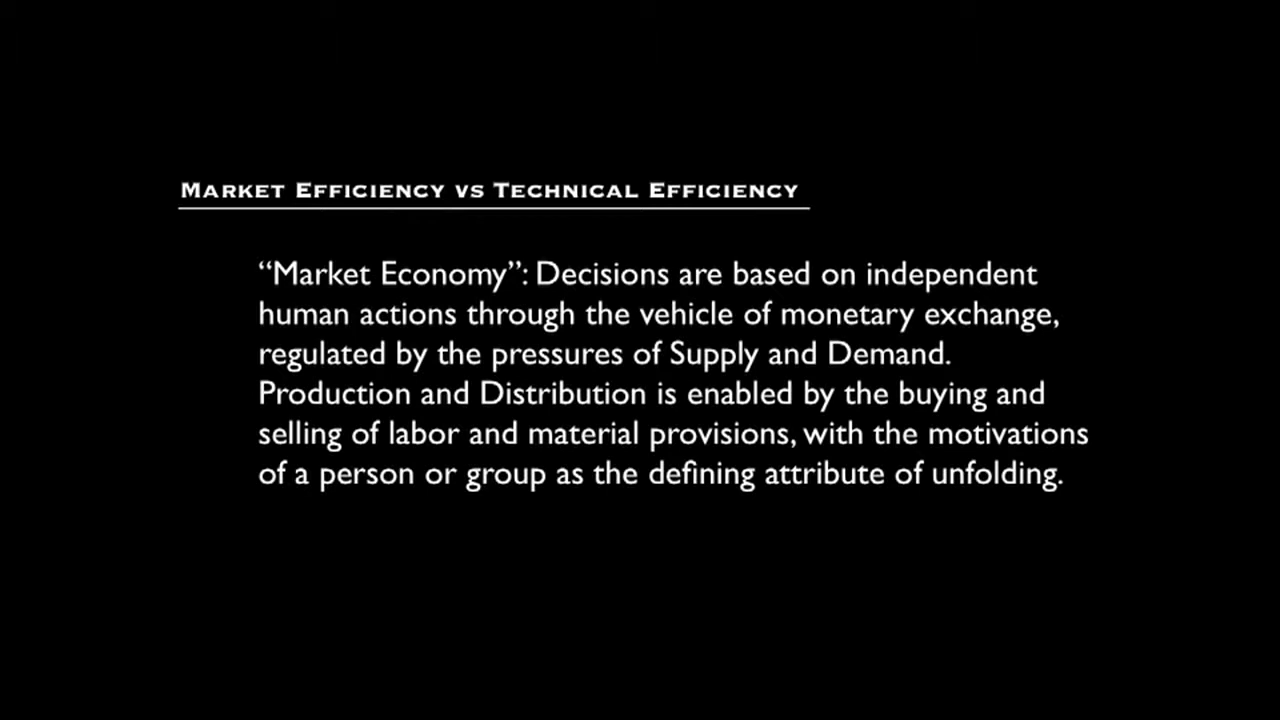 Market Efficiency vs Technical Efficiency
“Market Economy”: Decisions are based on independent
human actions through the vehicle of monetary exchange,
regulated by the pressures of Supply and Demand.
Production and Distribution is enabled by the buying and
selling of labor and material provisions, with the motivations
of a person or group as the defining attribute of unfolding.